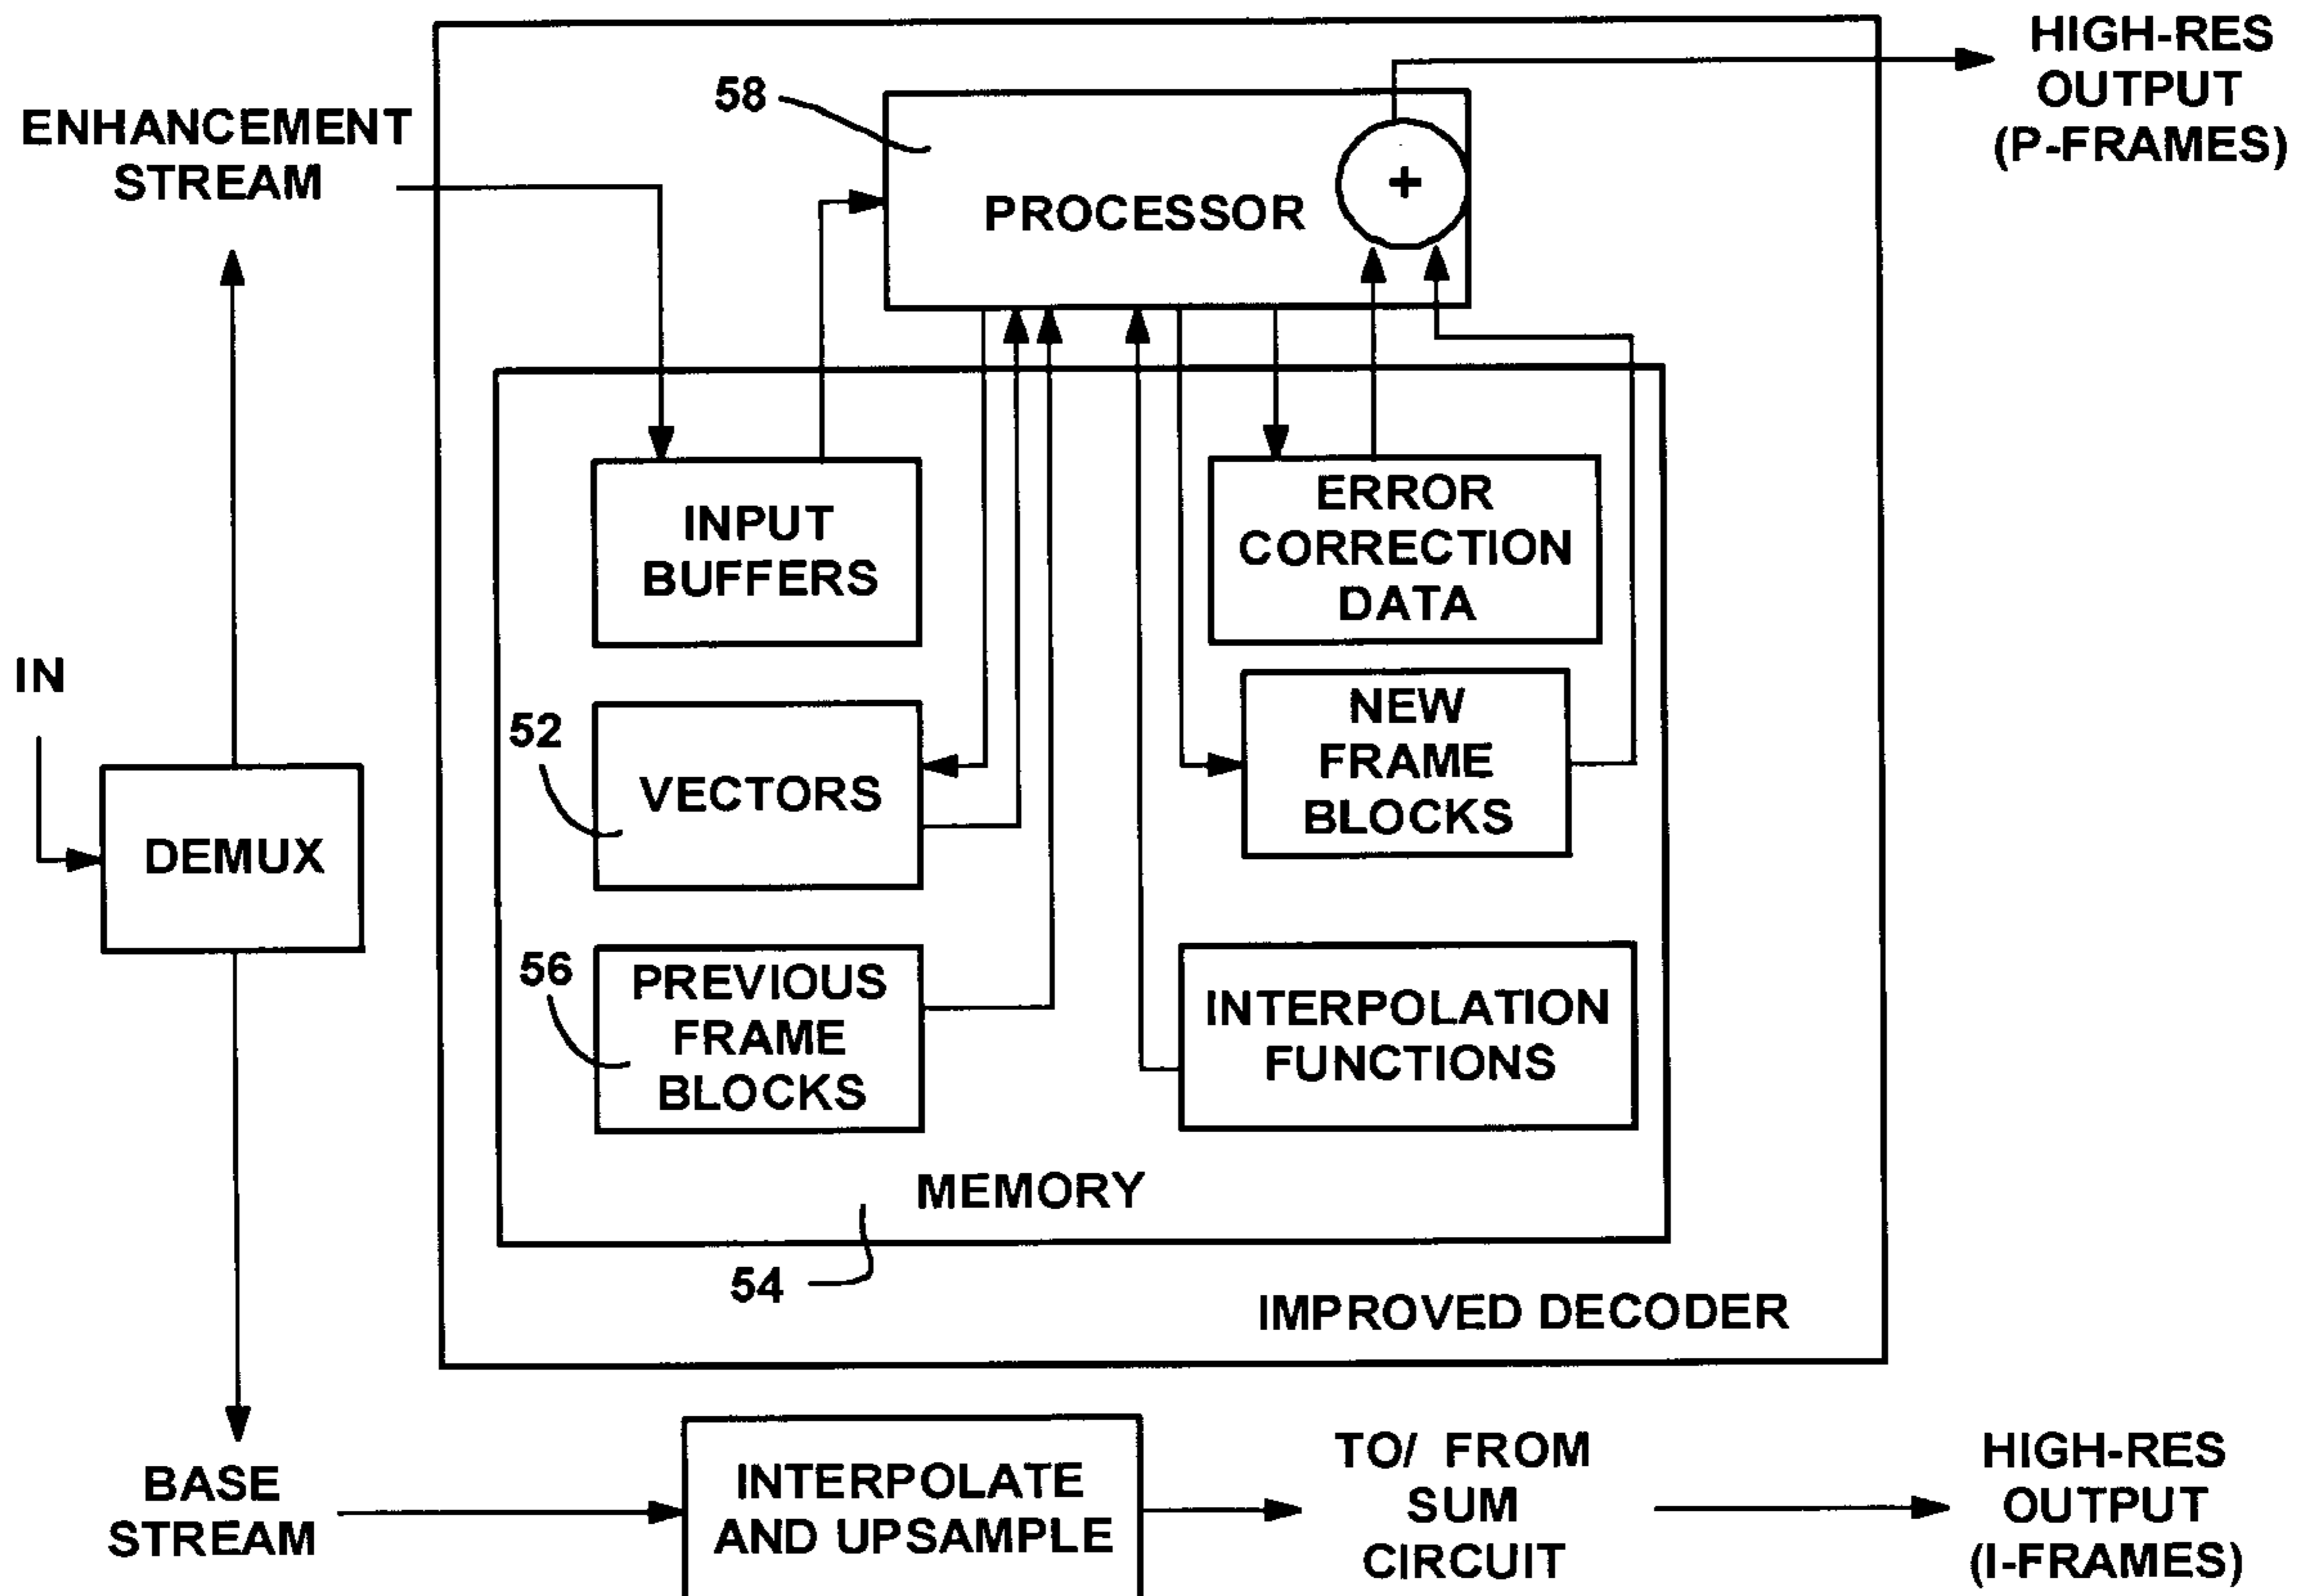 HIGH-RES
OUTPUT
(P-FRAMES)
58
ENHANCEMENT
STREAM
PROCESSOR
+
INPUT
BUFFERS
ERROR
CORRECTION
DATA
IN
52
VECTORS
NEW
FRAME
BLOCKS
DEMUX
56
PREVIOUS
FRAME
BLOCKS
INTERPOLATION
FUNCTIONS
MEMORY
54
IMPROVED DECODER
BASE
STREAM
INTERPOLATE
AND UPSAMPLE
TO/ FROM
SUM
CIRCUIT
HIGH-RES
OUTPUT
(I-FRAMES)